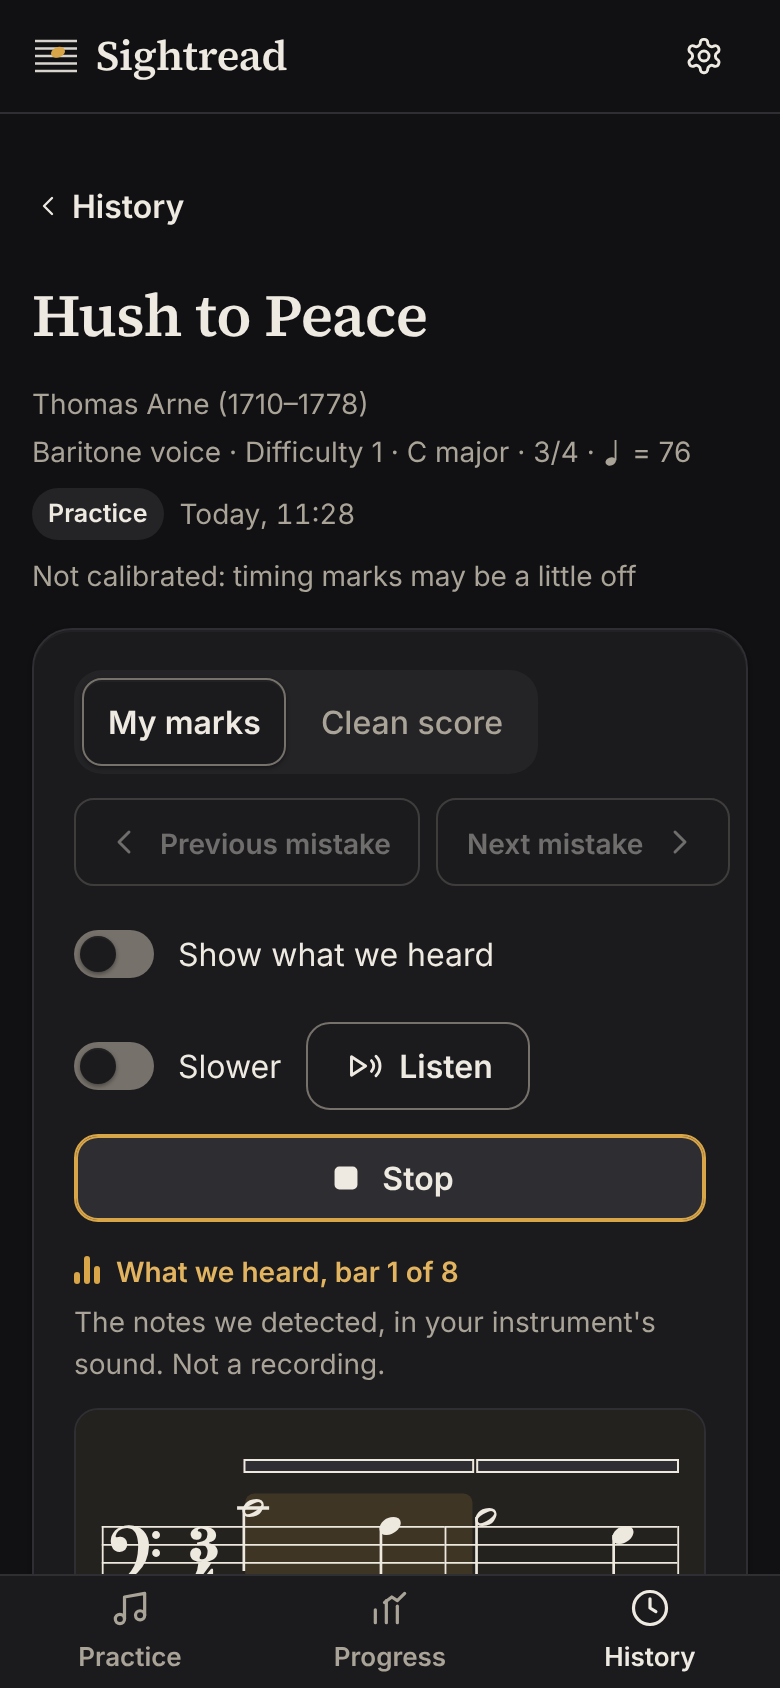 Sightread
History
Hush to Peace
Thomas Arne (1710–1778)
Baritone voice · Difficulty 1 · C major · 3/4 · ♩ = 76
Practice Today, 11:28
Not calibrated: timing marks may be a little off
My marks Clean score
Previous mistake Next mistake
Show what we heard
Slower Listen
Stop
What we heard, bar 1 of 8
The notes we detected, in your instrument's
sound. Not a recording.
3
Practice Progress History